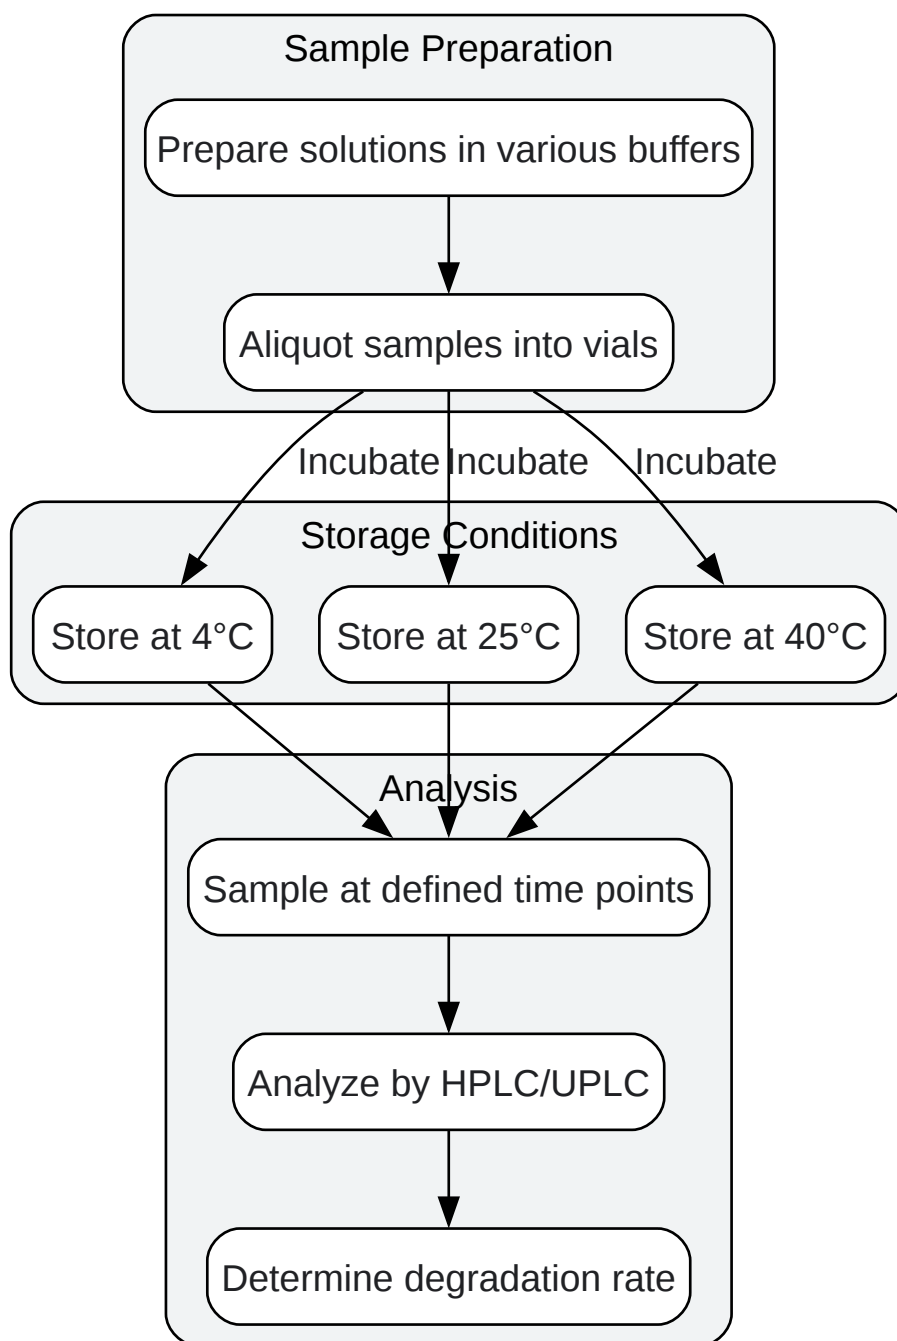 Sample Preparation
Prepare solutions in various buffers
Aliquot samples into vials
Incubate Incubate Incubate
Storage Conditions
Store at 4°C Store at 25°C Store at 40°C
Analysis
Sample at defined time points
Analyze by HPLC/UPLC
Determine degradation rate